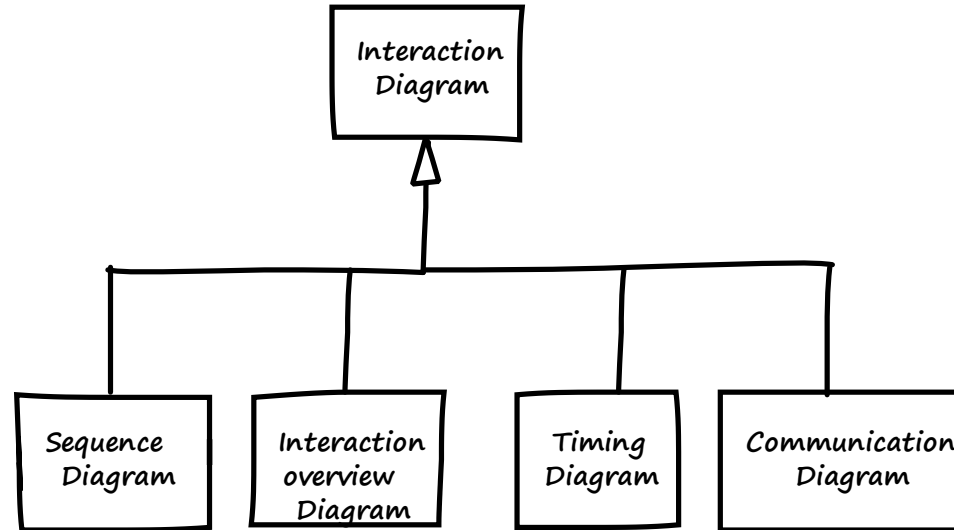 Interaction
Diagram
Sequence
Diagram
Interaction
overview
Diagram
Timing
Diagram
Communication
Diagram